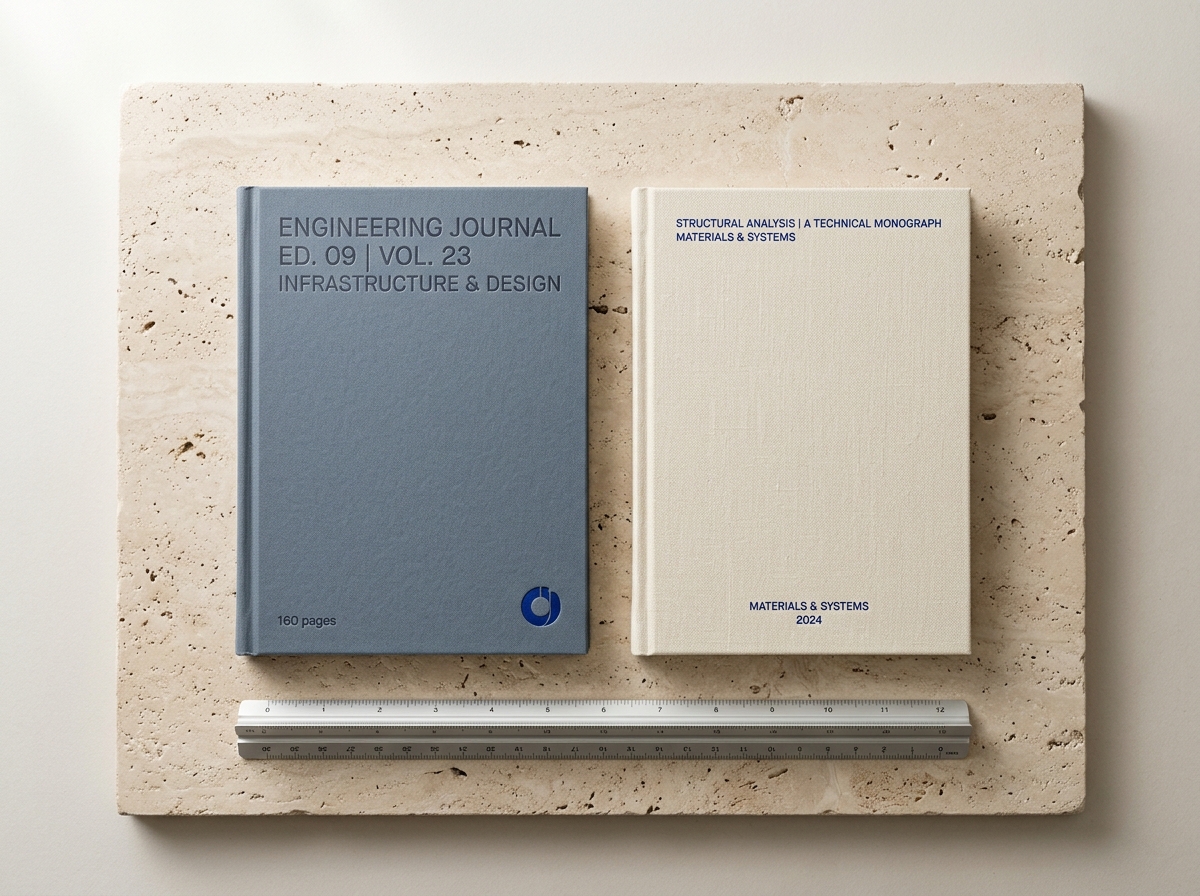 ENGINEERING JOURNAL
ED. 09 | VOL. 23
INFRASTRUCTURE & DESIGN
160 pages
STRUCTURAL ANALYSIS | A TECHNICAL MONOGRAPH
MATERIALS & SYSTEMS
MATERIALS & SYSTEMS
2024
0 1 2 3 4 5 6 7 8 9 10 11 12